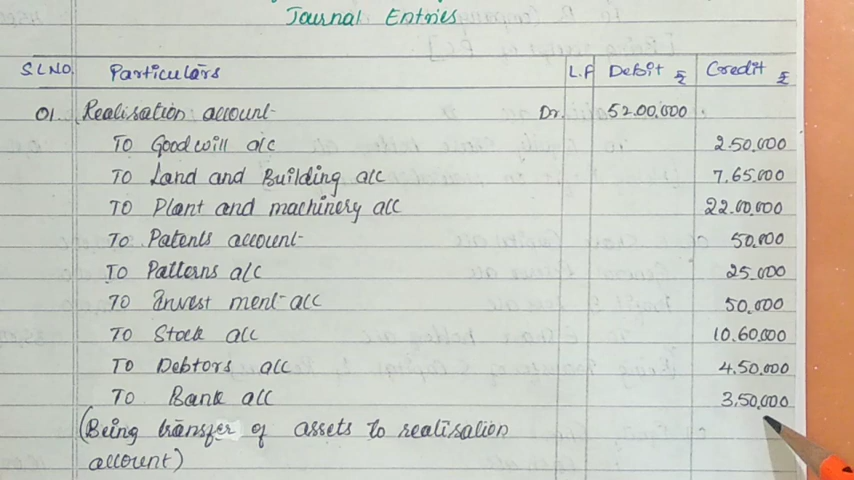 Journal Entries
SLNO. Particulars L.F Debit ₹ Credit ₹
01. Realisation account Dr. 52.00.000
To Goodwill a/c 2.50.000
To Land and Building a/c 7.65.000
To Plant and machinery a/c 22.00.000
To Patents account 50.000
To Patterns a/c 25.000
To Investment a/c 50.000
To Stock a/c 10.60.000
To Debtors a/c 4.50.000
To Bank a/c 3.50.000
(Being transfer of assets to realisation
account)